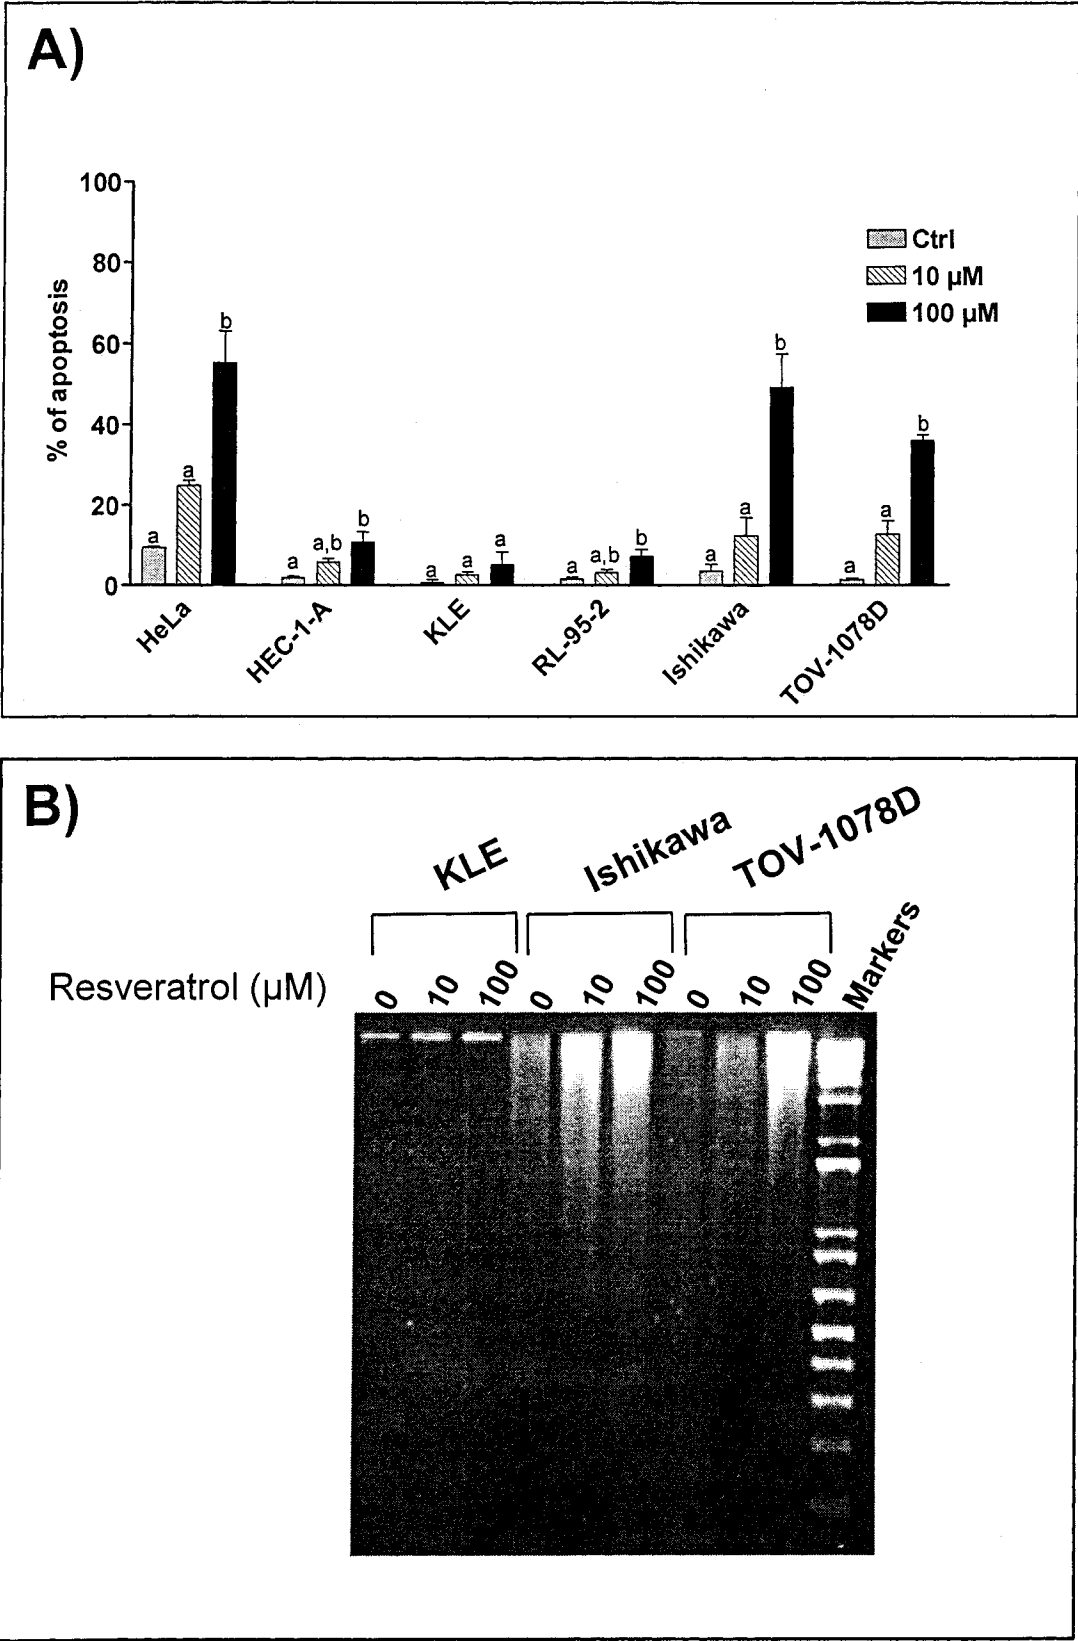 A)
100
80
60
40
20
0
% of apoptosis
Ctrl
10 µM
100 µM
a a b
a a,b b
a a a
a a,b b
a a b
a a b
HeLa
HEC-1-A
KLE
RL-95-2
Ishikawa
TOV-1078D
B)
KLE
Ishikawa
TOV-1078D
Resveratrol (µM)
0 10 100 0 10 100 0 10 100 Markers